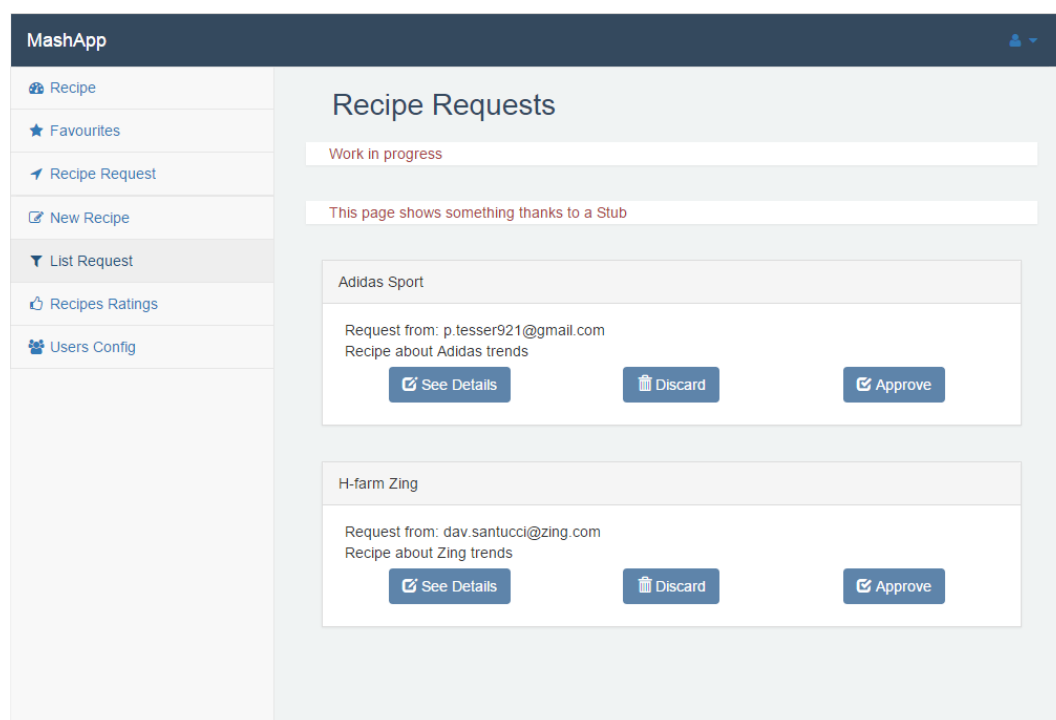 MashApp
Recipe
Favourites
Recipe Request
New Recipe
List Request
Recipes Ratings
Users Config
Recipe Requests
Work in progress
This page shows something thanks to a Stub
Adidas Sport
Request from: p.tesser921@gmail.com
Recipe about Adidas trends
See Details Discard Approve
H-farm Zing
Request from: dav.santucci@zing.com
Recipe about Zing trends
See Details Discard Approve